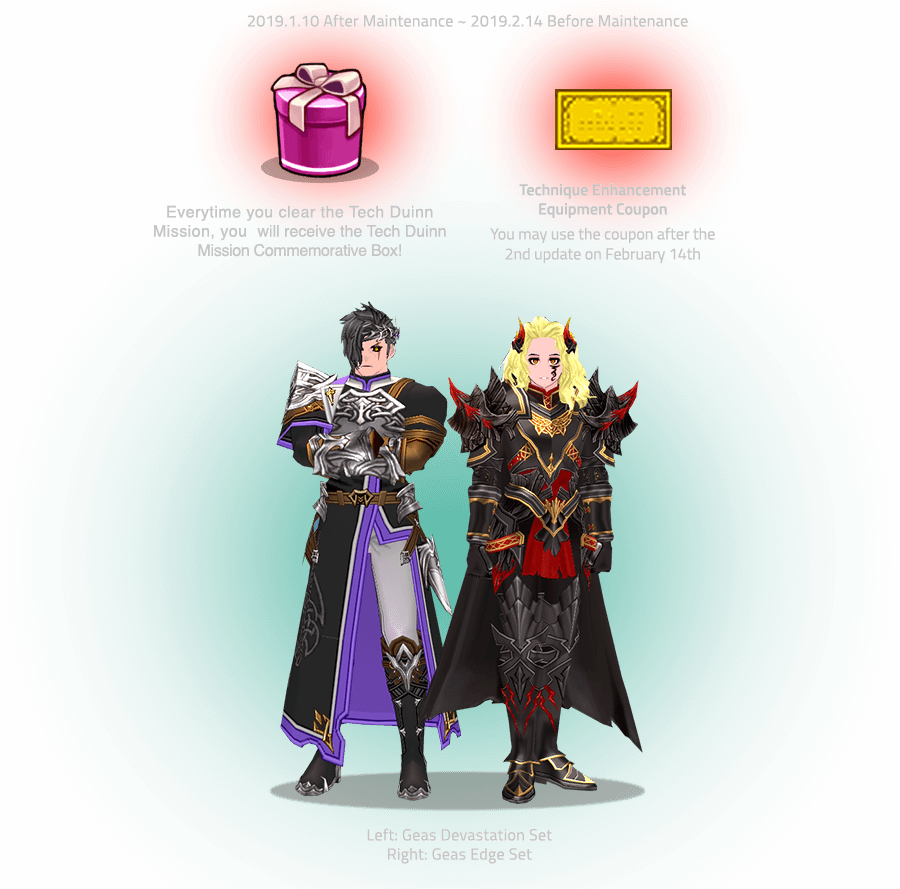 2019.1.10 After Maintenance ~ 2019.2.14 Before Maintenance
Everytime you clear the Tech Duinn
Mission, you will receive the Tech Duinn
Mission Commemorative Box!
Technique Enhancement
Equipment Coupon
You may use the coupon after the
2nd update on February 14th
Left: Geas Devastation Set
Right: Geas Edge Set